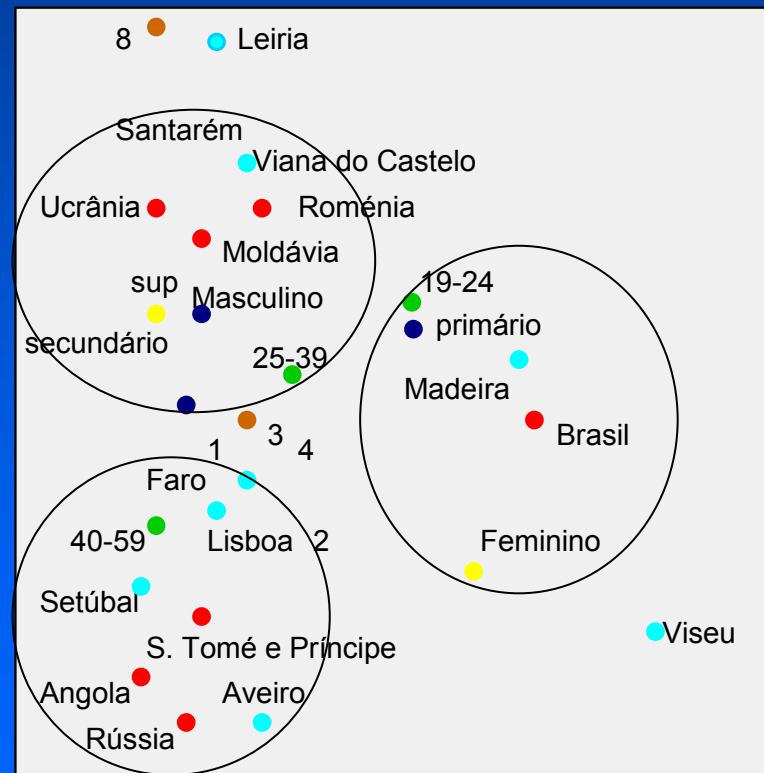 8
Leiria
Santarém
Viana do Castelo
Ucrânia
Roménia
Moldávia
sup
Masculino
secundário
25-39
19-24
primário
Madeira
Brasil
3
1
4
Faro
40-59
Lisboa 2
Feminino
Setúbal
S. Tomé e Príncipe
Viseu
Angola
Aveiro
Rússia